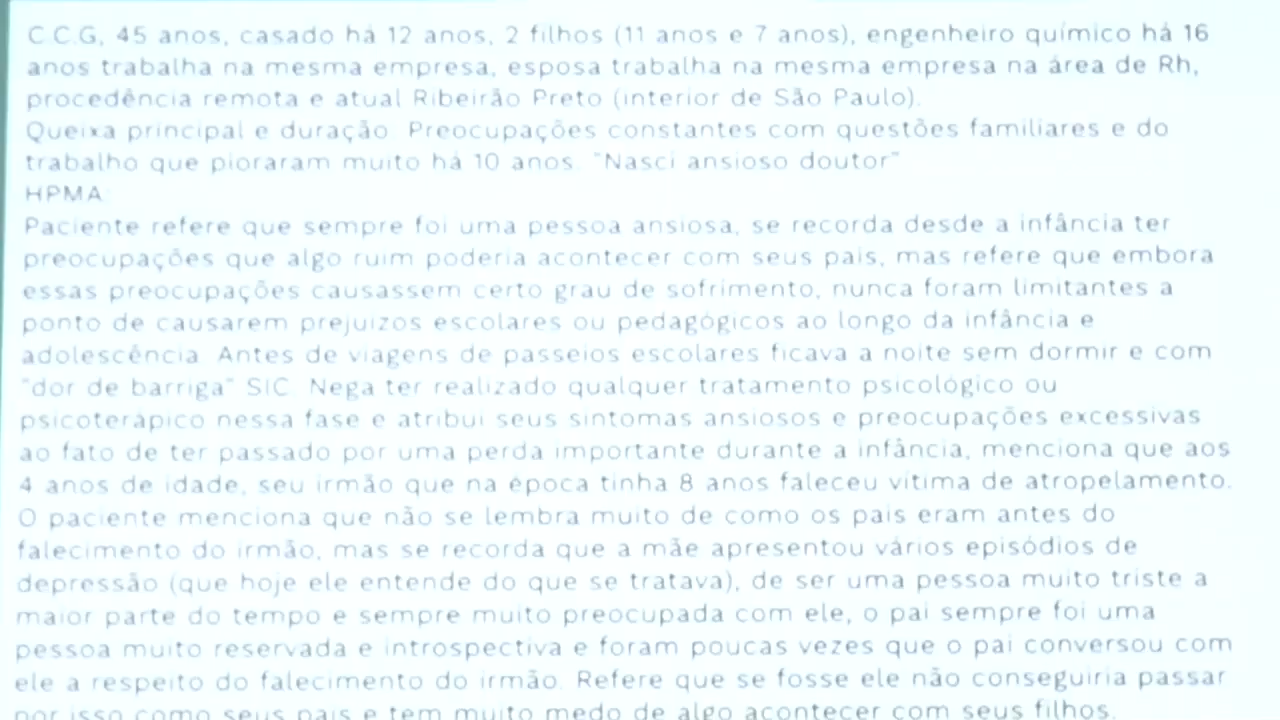 C.C.G, 45 anos, casado há 12 anos, 2 filhos (11 anos e 7 anos), engenheiro químico há 16
anos trabalha na mesma empresa, esposa trabalha na mesma empresa na área de Rh,
procedência remota e atual Ribeirão Preto (interior de São Paulo).
Queixa principal e duração: Preocupações constantes com questões familiares e do
trabalho que pioraram muito há 10 anos. "Nasci ansioso doutor"
HPMA:
Paciente refere que sempre foi uma pessoa ansiosa, se recorda desde a infância ter
preocupações que algo ruim poderia acontecer com seus pais, mas refere que embora
essas preocupações causassem certo grau de sofrimento, nunca foram limitantes a
ponto de causarem prejuízos escolares ou pedagógicos ao longo da infância e
adolescência. Antes de viagens de passeios escolares ficava a noite sem dormir e com
"dor de barriga" SIC. Nega ter realizado qualquer tratamento psicológico ou
psicoterápico nessa fase e atribui seus sintomas ansiosos e preocupações excessivas
ao fato de ter passado por uma perda importante durante a infância, menciona que aos
4 anos de idade, seu irmão que na época tinha 8 anos faleceu vítima de atropelamento.
O paciente menciona que não se lembra muito de como os pais eram antes do
falecimento do irmão, mas se recorda que a mãe apresentou vários episódios de
depressão (que hoje ele entende do que se tratava), de ser uma pessoa muito triste a
maior parte do tempo e sempre muito preocupada com ele, o pai sempre foi uma
pessoa muito reservada e introspectiva e foram poucas vezes que o pai conversou com
ele a respeito do falecimento do irmão. Refere que se fosse ele não conseguiria passar
por isso como seus pais e tem muito medo de algo acontecer com seus filhos.